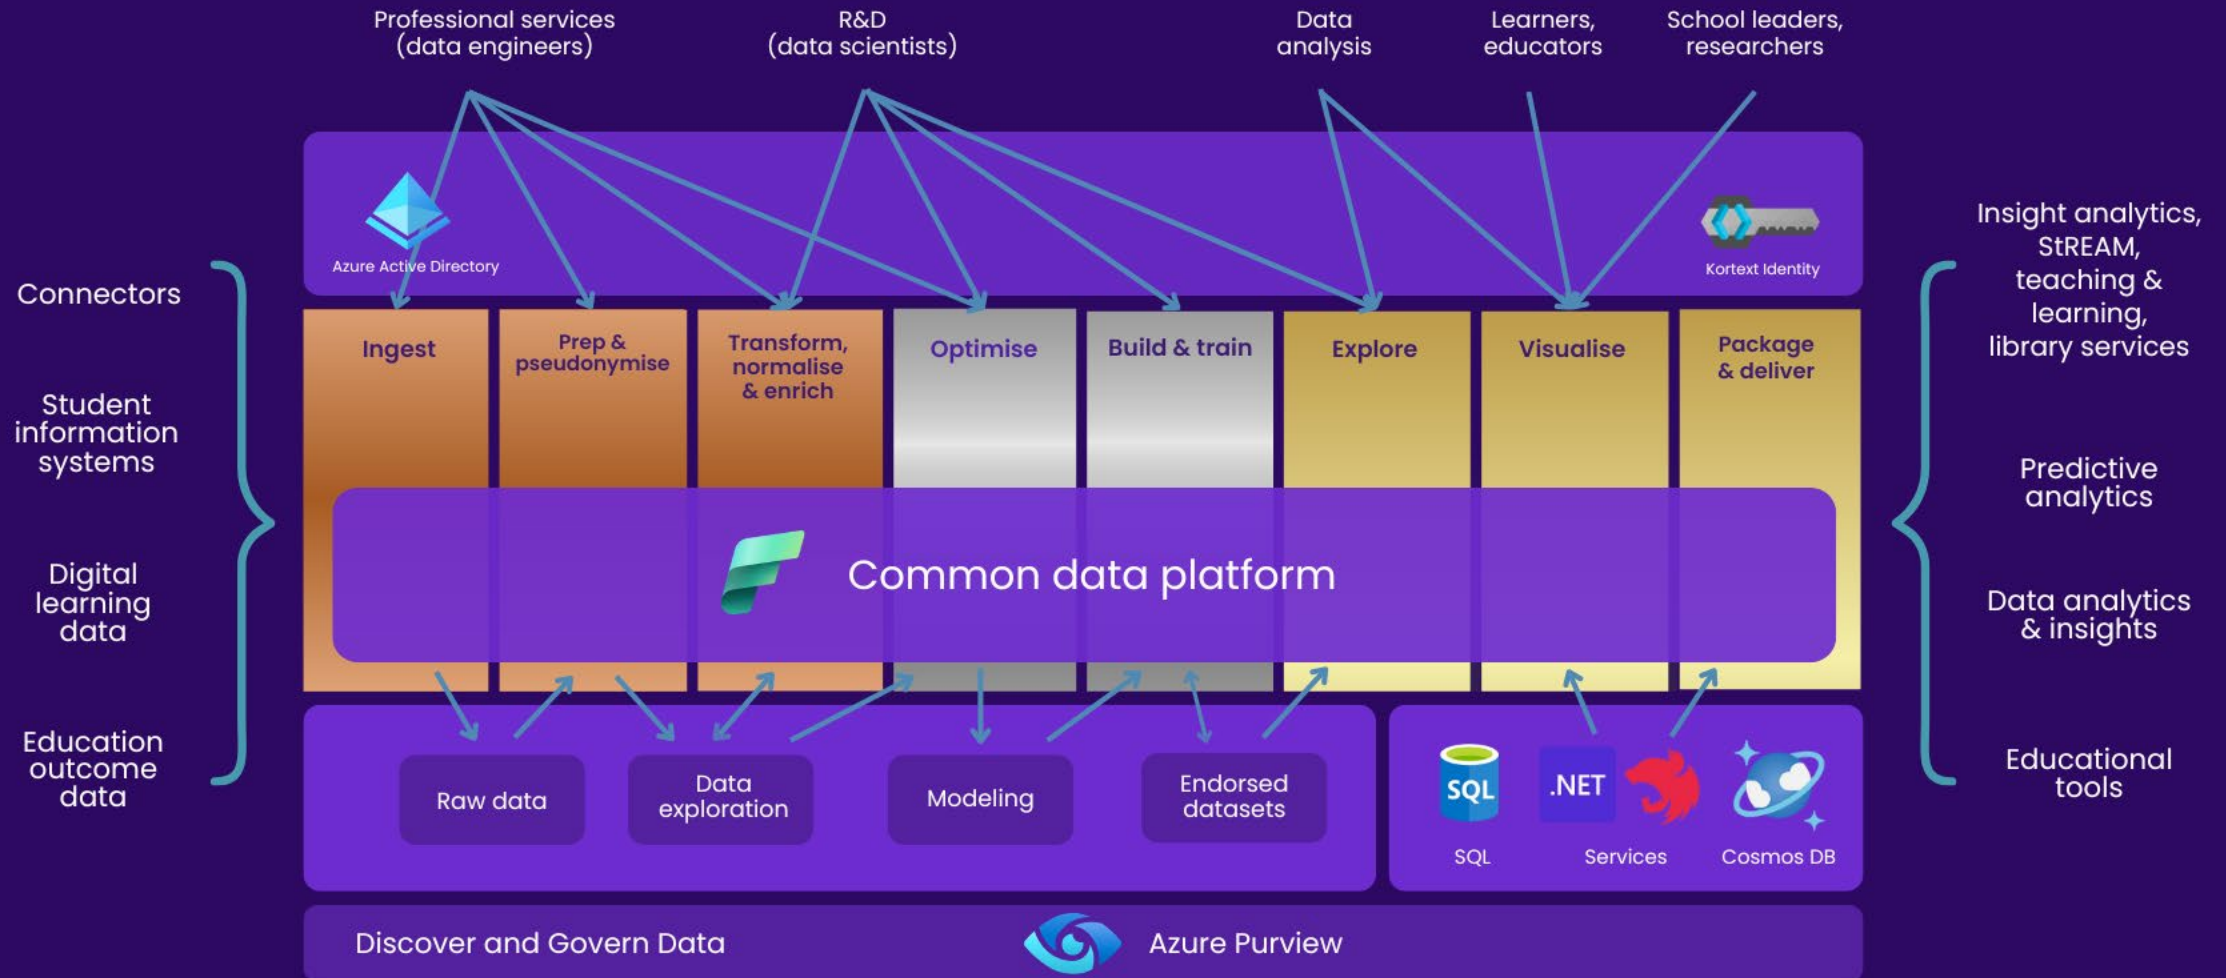 Professional services
(data engineers)
R&D
(data scientists)
Data
analysis
Learners,
educators
School leaders,
researchers
Azure Active Directory
Kortext Identity
Connectors
Student
information
systems
Digital
learning
data
Education
outcome
data
Ingest
Prep &
pseudonymise
Transform,
normalise
& enrich
Optimise
Build & train
Explore
Visualise
Package
& deliver
Common data platform
Insight analytics,
StREAM,
teaching &
learning,
library services
Predictive
analytics
Data analytics
& insights
Educational
tools
Raw data
Data
exploration
Modeling
Endorsed
datasets
SQL
.NET
SQL
Services
Cosmos DB
Discover and Govern Data
Azure Purview